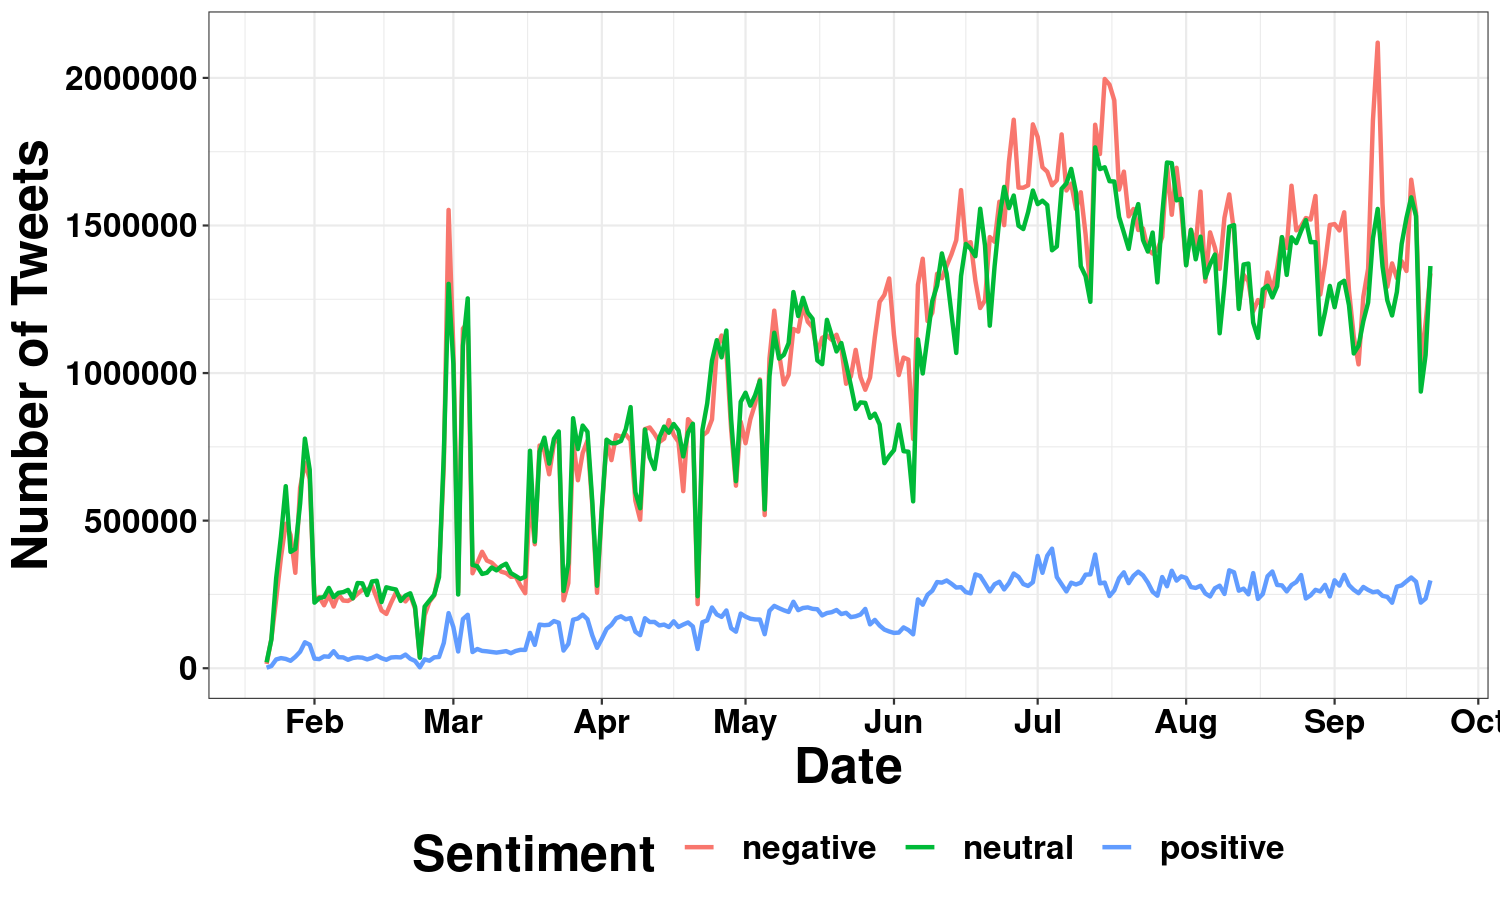 Number of Tweets
2000000
1500000
1000000
500000
0
Feb Mar Apr May Jun Jul Aug Sep Oct
Date
Sentiment negative neutral positive